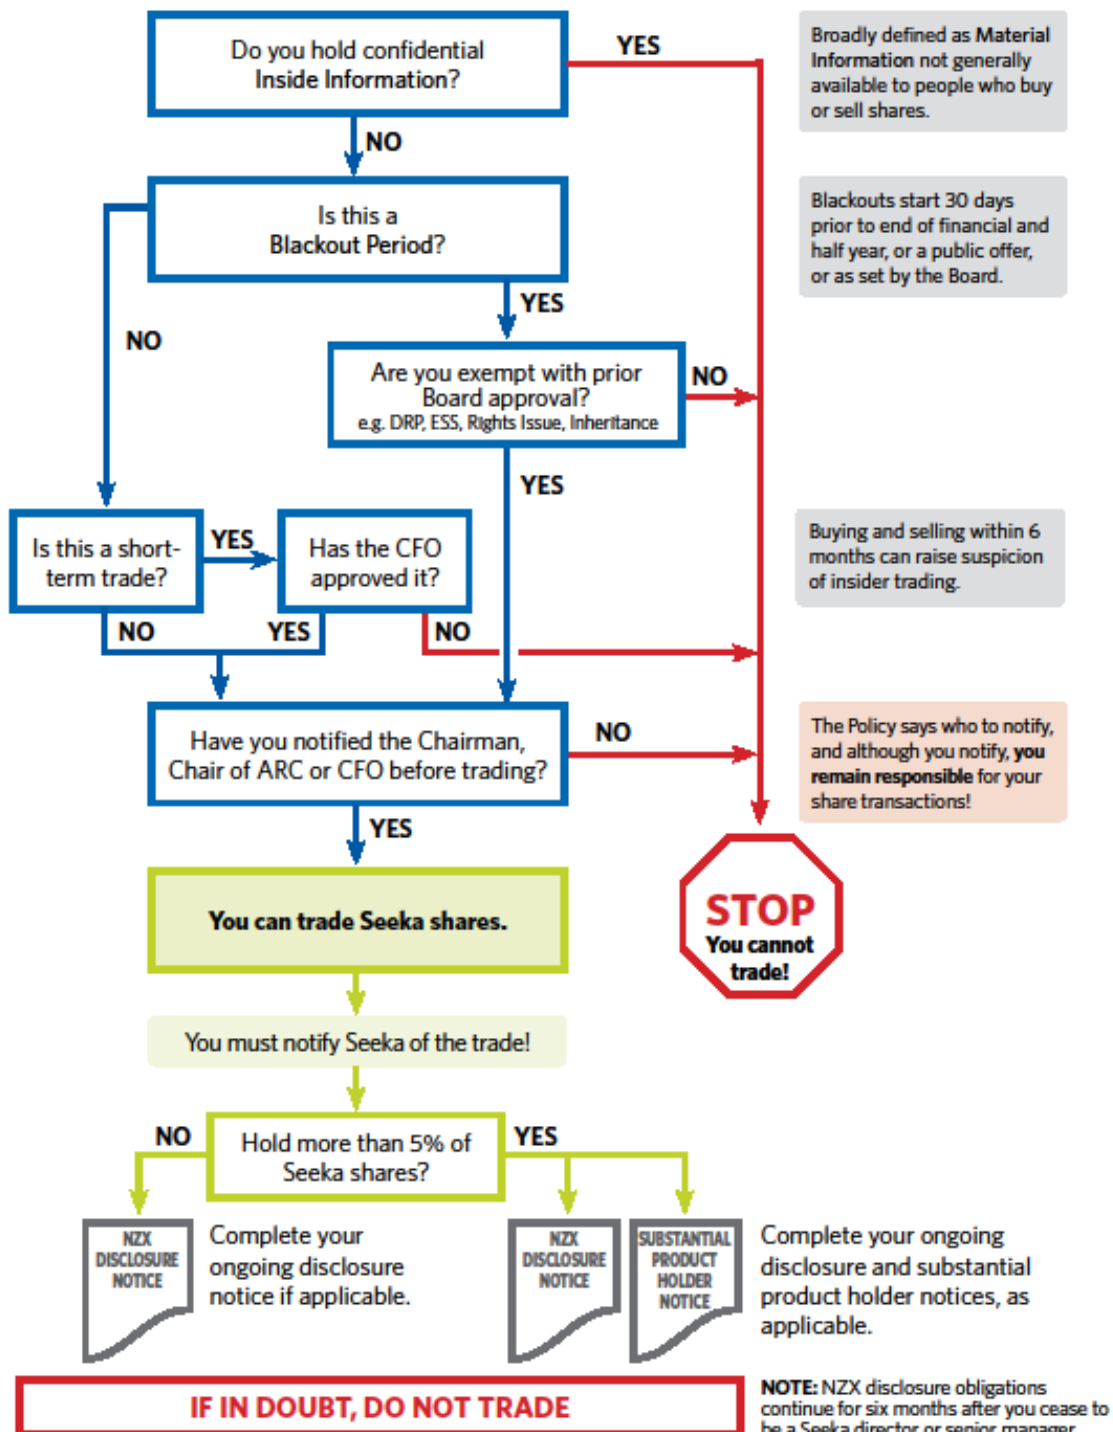 Do you hold confidential
Inside Information?
YES
Broadly defined as Material
Information not generally
available to people who buy
or sell shares.
NO
Is this a
Blackout Period?
Blackouts start 30 days
prior to end of financial and
half year, or a public offer,
or as set by the Board.
YES
NO
Are you exempt with prior
Board approval?
e.g. DRP, ESS, Rights Issue, Inheritance
NO
YES
Is this a short-
term trade?
YES
Has the CFO
approved it?
Buying and selling within 6
months can raise suspicion
of insider trading.
NO
YES
NO
Have you notified the Chairman,
Chair of ARC or CFO before trading?
NO
The Policy says who to notify,
and although you notify, you
remain responsible for your
share transactions!
YES
You can trade Seeka shares.
STOP
You cannot
trade!
You must notify Seeka of the trade!
NO
Hold more than 5% of
Seeka shares?
YES
NZX
DISCLOSURE
NOTICE
Complete your
ongoing disclosure
notice if applicable.
NZX
DISCLOSURE
NOTICE
SUBSTANTIAL
PRODUCT
HOLDER
NOTICE
Complete your ongoing
disclosure and substantial
product holder notices, as
applicable.
IF IN DOUBT, DO NOT TRADE
NOTE: NZX disclosure obligations
continue for six months after you cease to
be a Seeka director or senior manager